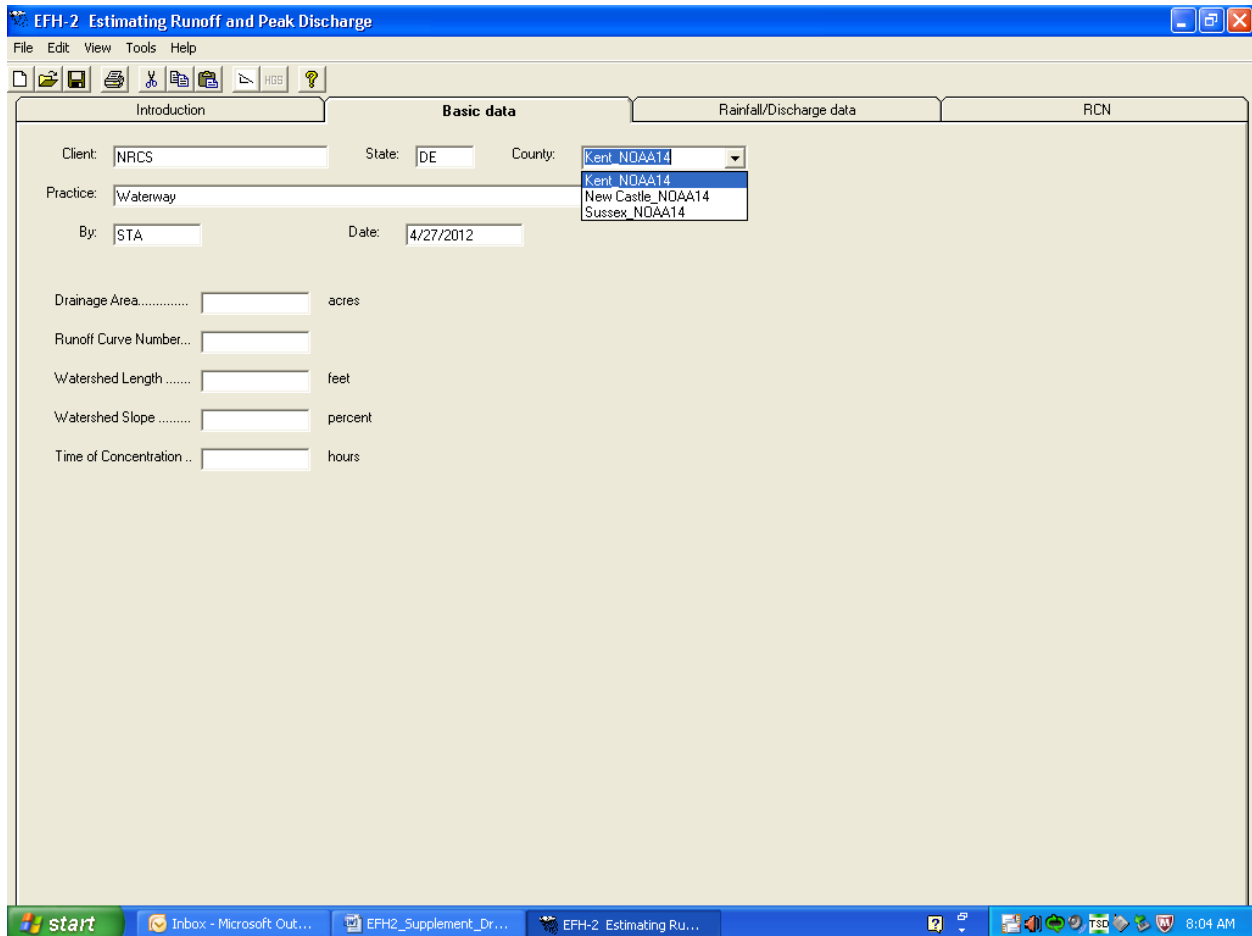 EFH-2 Estimating Runoff and Peak Discharge
File Edit View Tools Help
HGS ?
Introduction Basic data Rainfall/Discharge data RCN
Client: NRCS State: DE County: Kent_NOAA14
Kent_NOAA14
Practice: Waterway New Castle_NOAA14
Sussex_NOAA14
By: STA Date: 4/27/2012
Drainage Area............. acres
Runoff Curve Number...
Watershed Length ....... feet
Watershed Slope ......... percent
Time of Concentration .. hours
start Inbox - Microsoft Out... EFH2_Supplement_Dr... EFH-2 Estimating Ru... ? TSD 8:04 AM